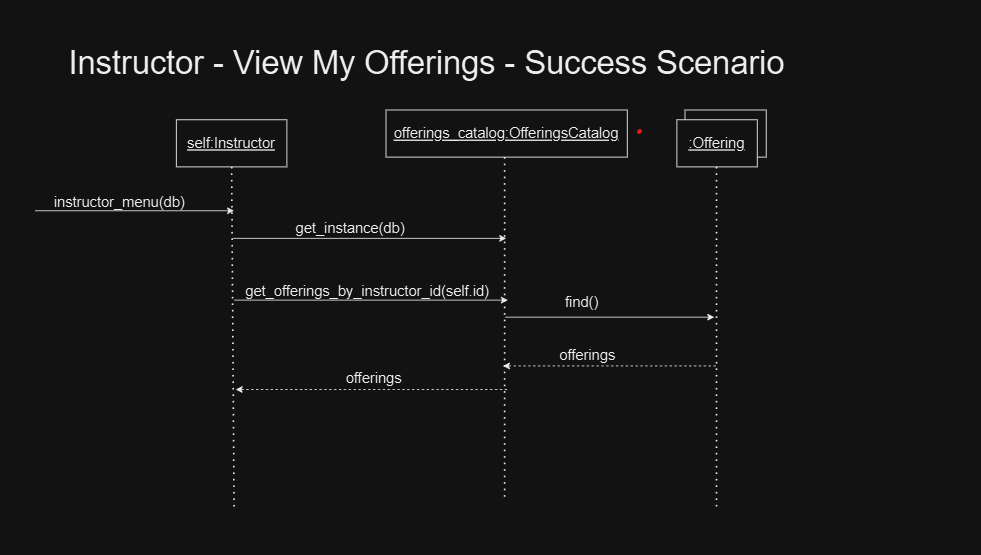 Instructor - View My Offerings - Success Scenario
self:Instructor
offerings_catalog:OfferingsCatalog
:Offering
instructor_menu(db)
get_instance(db)
get_offerings_by_instructor_id(self.id)
find()
offerings
offerings